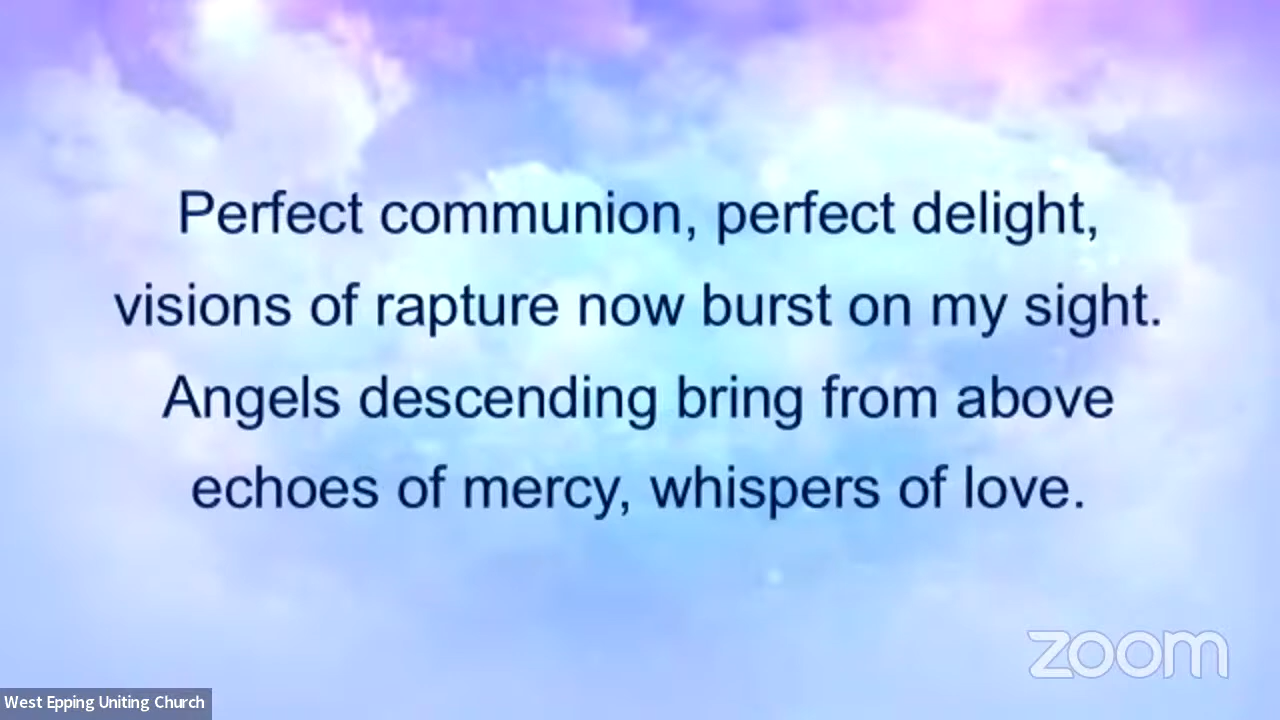 Perfect communion, perfect delight,
visions of rapture now burst on my sight.
Angels descending bring from above
echoes of mercy, whispers of love.
zoom
West Epping Uniting Church